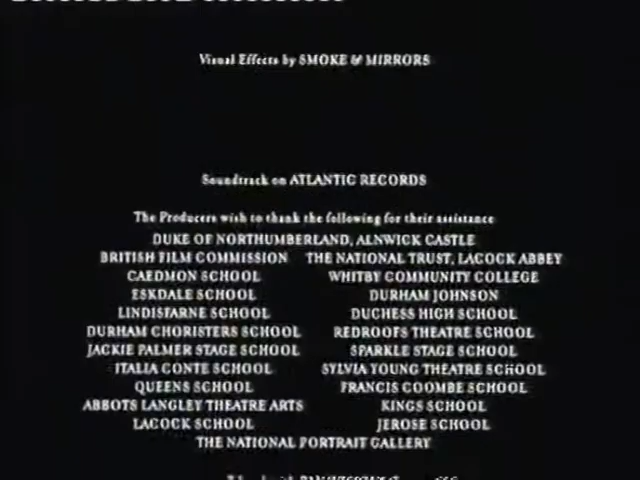 Visual Effects by SMOKE & MIRRORS
Soundtrack on ATLANTIC RECORDS
The Producers wish to thank the following for their assistance
DUKE OF NORTHUMBERLAND, ALNWICK CASTLE
BRITISH FILM COMMISSION THE NATIONAL TRUST, LACOCK ABBEY
CAEDMON SCHOOL WHITBY COMMUNITY COLLEGE
ESKDALE SCHOOL DURHAM JOHNSON
LINDISFARNE SCHOOL DUCHESS HIGH SCHOOL
DURHAM CHORISTERS SCHOOL REDROOFS THEATRE SCHOOL
JACKIE PALMER STAGE SCHOOL SPARKLE STAGE SCHOOL
ITALIA CONTE SCHOOL SYLVIA YOUNG THEATRE SCHOOL
QUEENS SCHOOL FRANCIS COOMBE SCHOOL
ABBOTS LANGLEY THEATRE ARTS KINGS SCHOOL
LACOCK SCHOOL JEROSE SCHOOL
THE NATIONAL PORTRAIT GALLERY